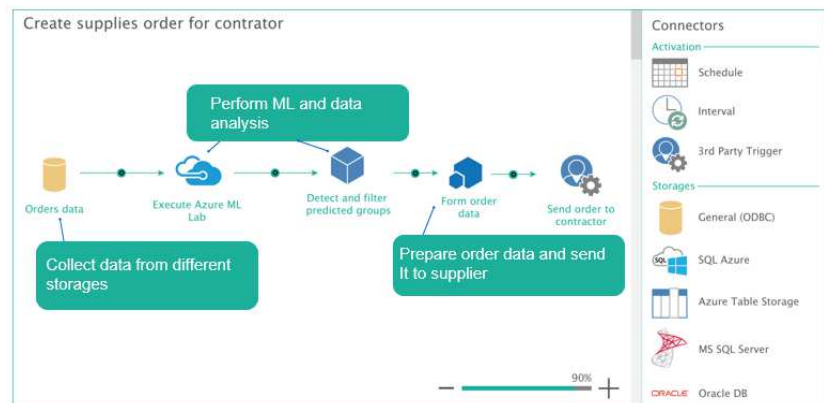 Create supplies order for contrator
Perform ML and data
analysis
Orders data
Execute Azure ML
Lab
Detect and filter
predicted groups
Form order
data
Send order to
contractor
Collect data from different
storages
Prepare order data and send
It to supplier
90%
Connectors
Activation
Schedule
Interval
3rd Party Trigger
Storages
General (ODBC)
SQL
SQL Azure
Azure Table Storage
MS SQL Server
ORACLE
Oracle DB